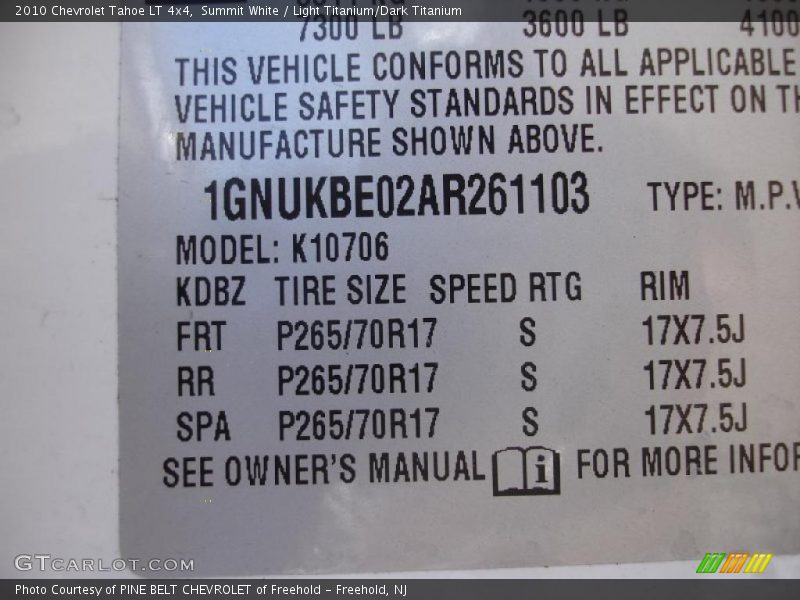 2010 Chevrolet Tahoe LT 4x4, Summit White / Light Titanium/Dark Titanium
7300 LB 3600 LB 4100
THIS VEHICLE CONFORMS TO ALL APPLICABLE
VEHICLE SAFETY STANDARDS IN EFFECT ON TH
MANUFACTURE SHOWN ABOVE.
1GNUKBE02AR261103 TYPE: M.P.V
MODEL: K10706
KDBZ TIRE SIZE SPEED RTG RIM
FRT P265/70R17 S 17X7.5J
RR P265/70R17 S 17X7.5J
SPA P265/70R17 S 17X7.5J
SEE OWNER'S MANUAL i FOR MORE INFOR
GTCARLOT.COM
Photo Courtesy of PINE BELT CHEVROLET of Freehold - Freehold, NJ